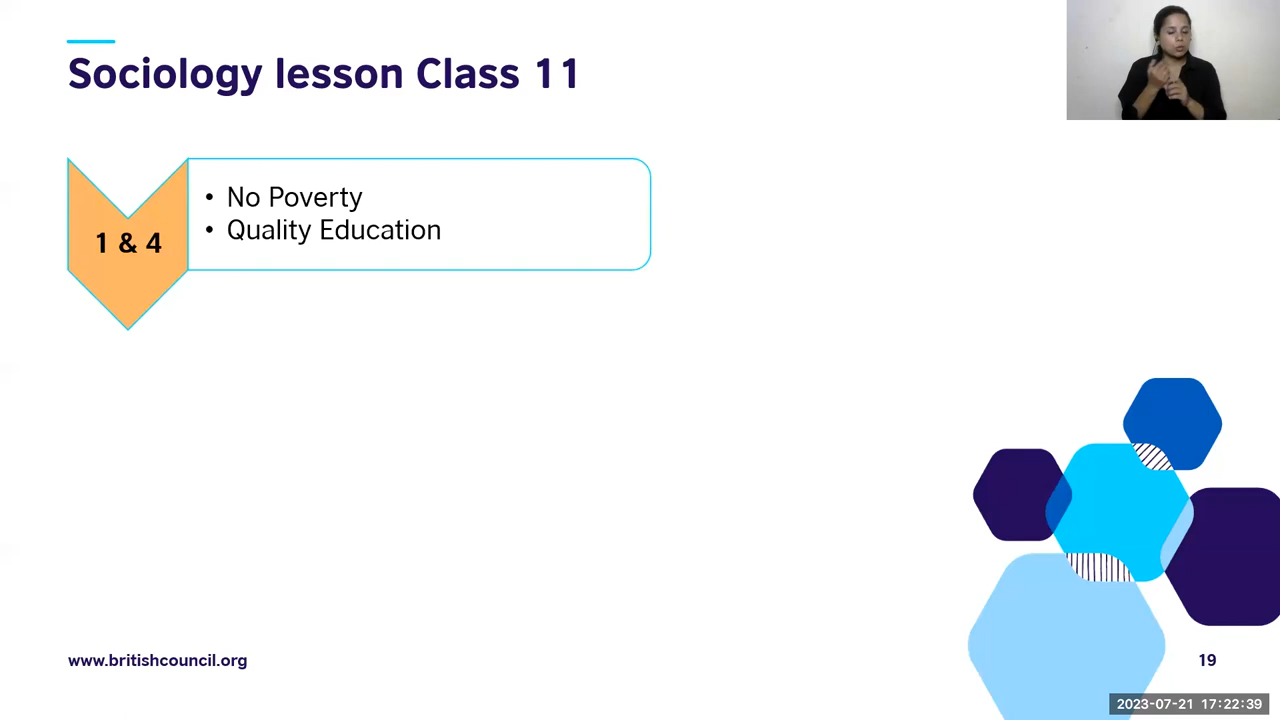 Sociology lesson Class 11
1 & 4
• No Poverty
• Quality Education
www.britishcouncil.org
19
2023-07-21 17:22:39